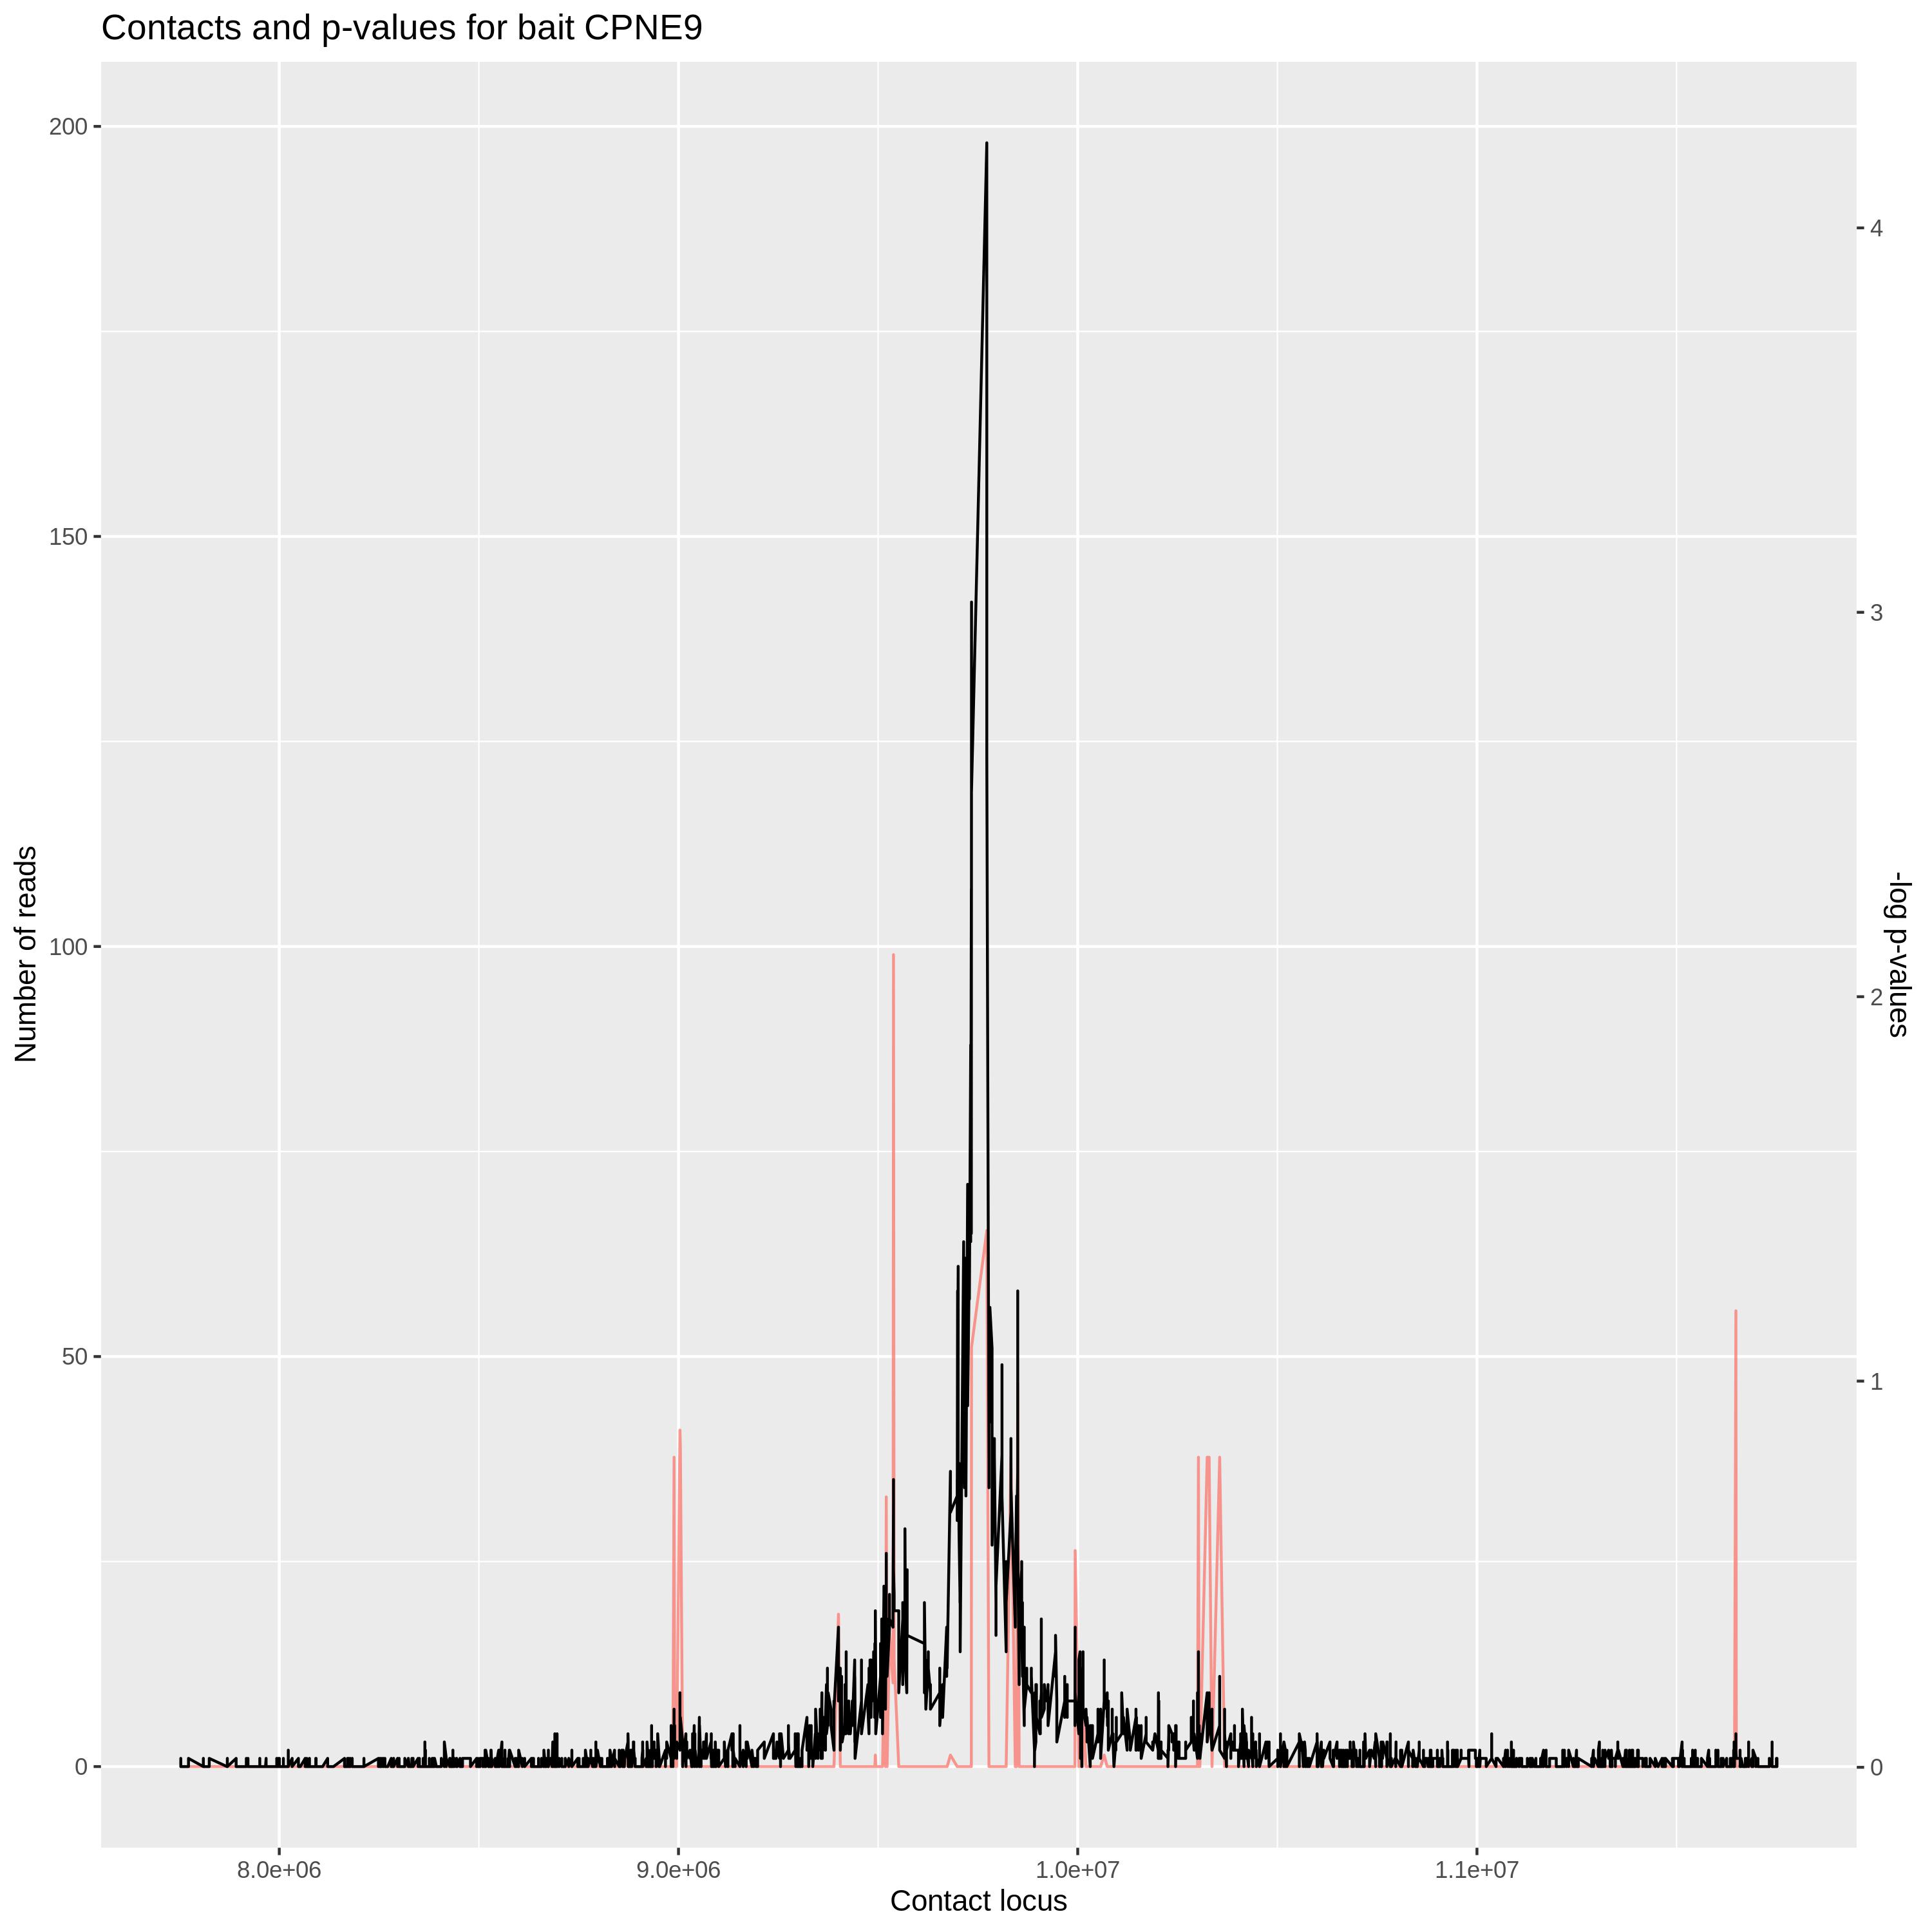 Contacts and p-values for bait CPNE9
200
150
100
50
0
Number of reads
4
3
2
1
0
-log p-values
8.0e+06
9.0e+06
1.0e+07
1.1e+07
Contact locus